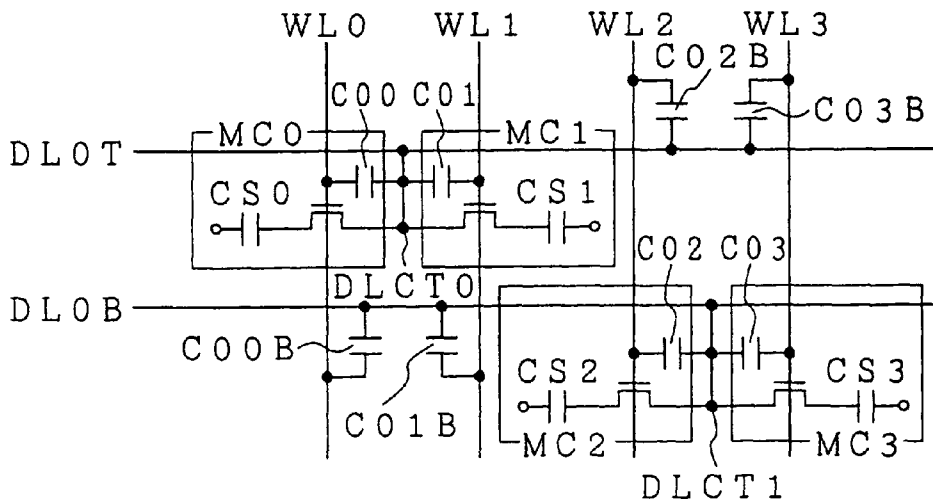 WL0 WL1 WL2 WL3
C02B
C00 C01
C03B
MC0 MC1
DL0T
CS0 CS1
C02 C03
DLCT0
DL0B
C00B
CS2 CS3
C01B
MC2 MC3
DLCT1